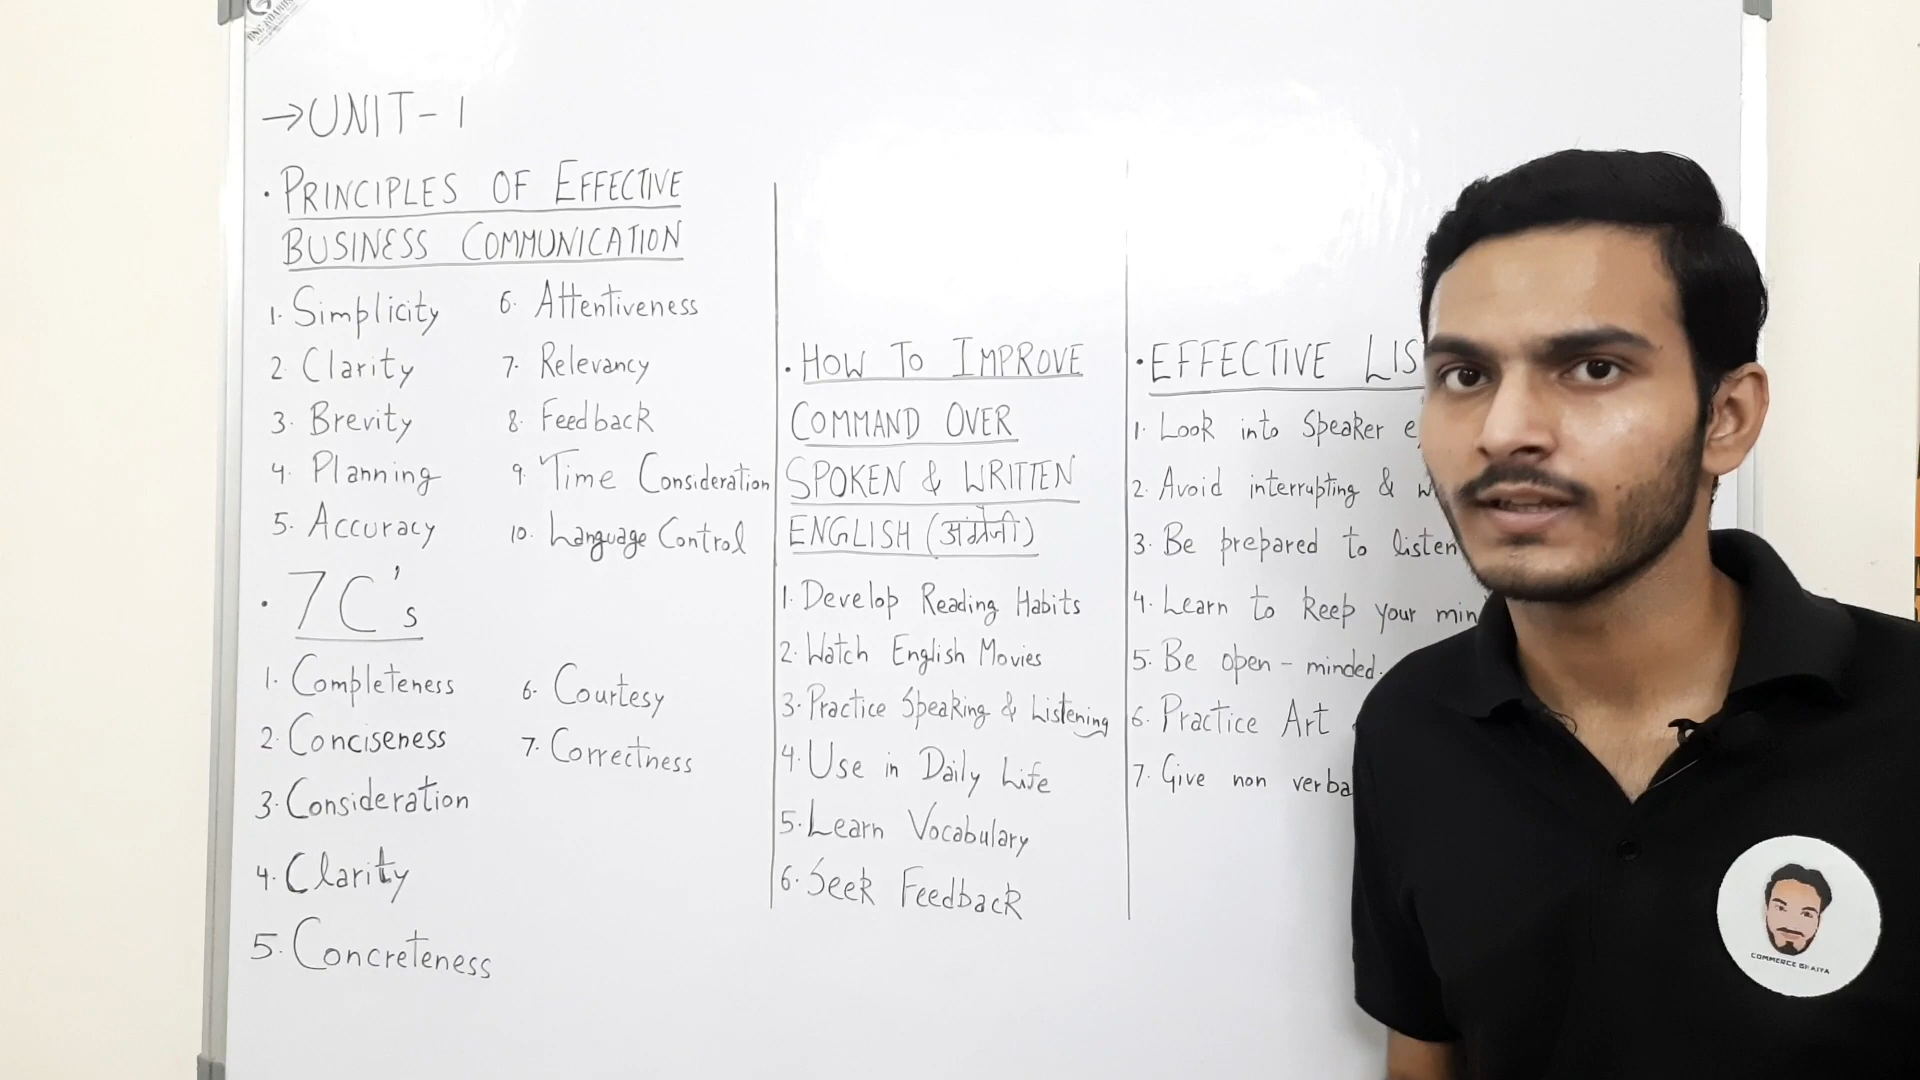 →UNIT-1
• PRINCIPLES OF EFFECTIVE
BUSINESS COMMUNICATION
1. Simplicity
2. Clarity
3. Brevity
4. Planning
5. Accuracy
6. Attentiveness
7. Relevancy
8. Feedback
9. Time Consideration
10. Language Control
• 7C's
1. Completeness
2. Conciseness
3. Consideration
4. Clarity
5. Concreteness
6. Courtesy
7. Correctness
• HOW TO IMPROVE
COMMAND OVER
SPOKEN & WRITTEN
ENGLISH (अंग्रेजी)
1. Develop Reading Habits
2. Watch English Movies
3. Practice Speaking & Listening
4. Use in Daily Life
5. Learn Vocabulary
6. Seek Feedback
• EFFECTIVE LIS
1. Look into Speaker
2. Avoid interrupting &
3. Be prepared to listen
4. Learn to keep your min
5. Be open-minded.
6. Practice Art
7. Give non verba
COMMERCE BHAIYA